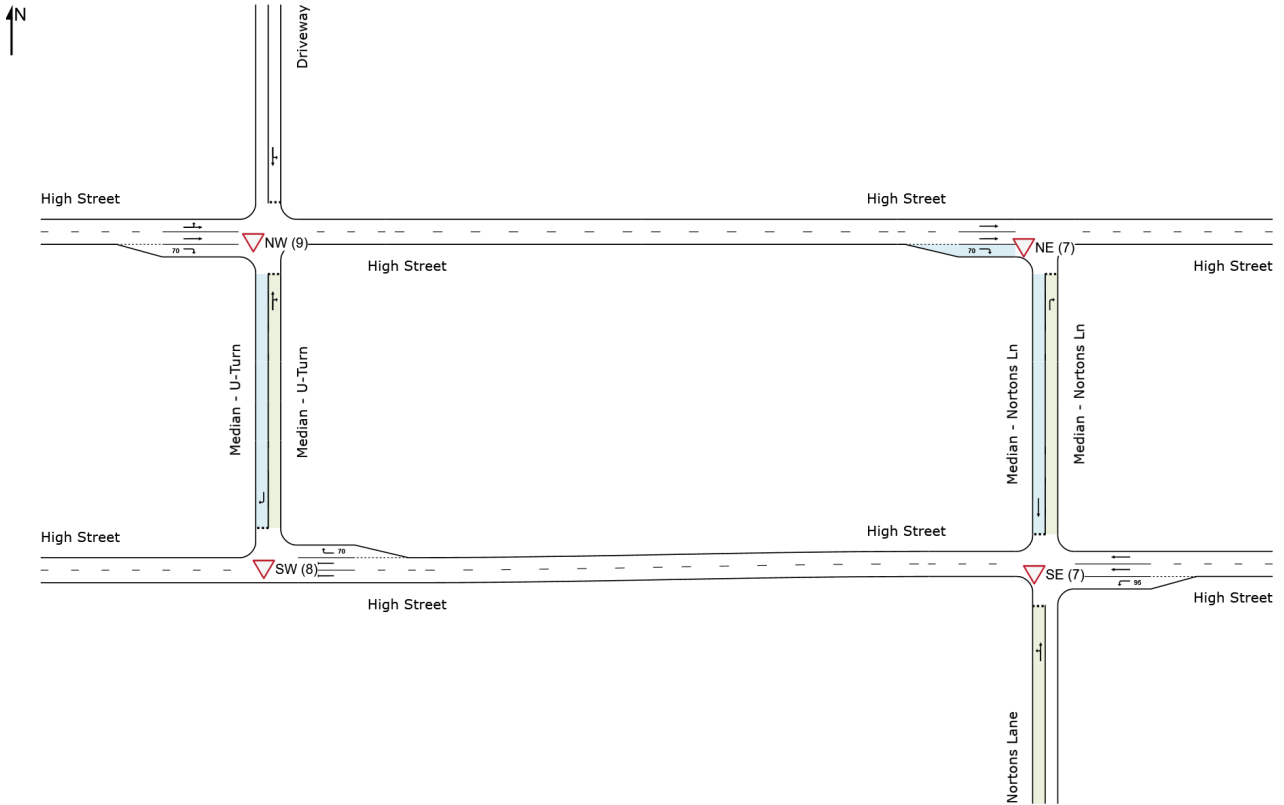 N
Driveway
High Street
High Street
70
NW (9)
70
NE (7)
High Street
High Street
Median - U-Turn
Median - U-Turn
Median - Nortons Ln
Median - Nortons Ln
High Street
High Street
70
SW (8)
SE (7)
95
High Street
High Street
Nortons Lane